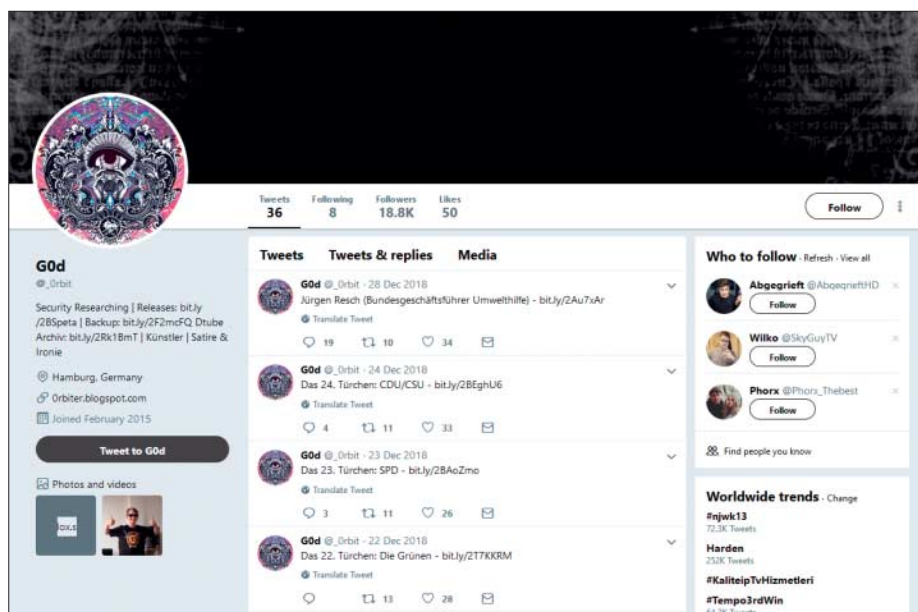 Tweets Following Followers Likes
36 8 18.8K 50
Follow
G0d
@_0rbit
Security Researching | Releases: bit.ly
/2BSpeta | Backup: bit.ly/2F2mcFQ Dtube
Archiv: bit.ly/2Rk1BmT | Künstler | Satire &
Ironie
Hamburg, Germany
0rbiter.blogspot.com
Joined February 2015
Tweet to G0d
Photos and videos
Tweets Tweets & replies Media
G0d @_0rbit · 28 Dec 2018
Jürgen Resch (Bundesgeschäftsführer Umwelthilfe) - bit.ly/2Au7xAr
Translate Tweet
19 10 34
G0d @_0rbit · 24 Dec 2018
Das 24. Türchen: CDU/CSU - bit.ly/2BEghU6
Translate Tweet
4 11 33
G0d @_0rbit · 23 Dec 2018
Das 23. Türchen: SPD - bit.ly/2BAoZmo
Translate Tweet
3 11 26
G0d @_0rbit · 22 Dec 2018
Das 22. Türchen: Die Grünen - bit.ly/2T7KKRM
Translate Tweet
13 28
Who to follow · Refresh · View all
Abgegrieft @AbgegrieftHD
Follow
Wilko @SkyGuyTV
Follow
Phorx @Phorx_Thebest
Follow
Find people you know
Worldwide trends · Change
#njwk13
72.3K Tweets
Harden
252K Tweets
#KaliteipTvHizmetleri
#Tempo3rdWin